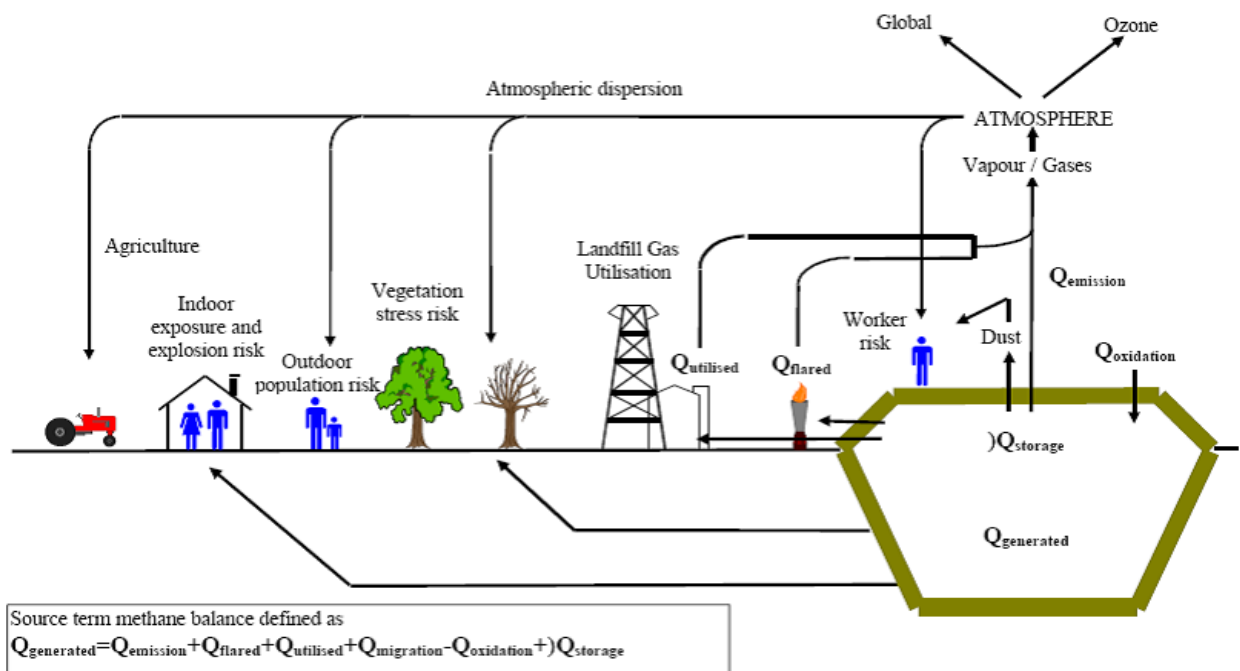 Global
Ozone
Atmospheric dispersion
ATMOSPHERE
Vapour / Gases
Agriculture
Landfill Gas
Utilisation
Indoor
exposure and
explosion risk
Vegetation
stress risk
Outdoor
population risk
Qutilised
Qflared
Worker
risk
Dust
Qemission
Qoxidation
)Qstorage
Qgenerated
Source term methane balance defined as
Qgenerated=Qemission+Qflared+Qutilised+Qmigration-Qoxidation+)Qstorage